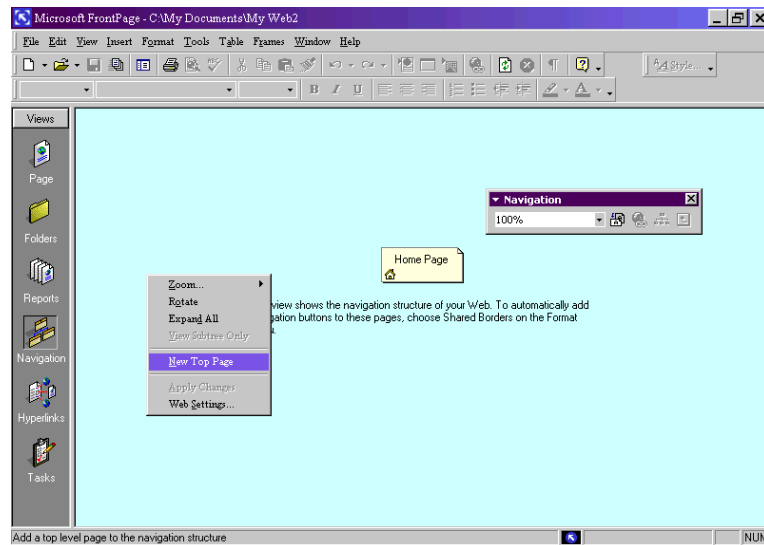 Microsoft FrontPage - C:\My Documents\My Web2
File Edit View Insert Format Tools Table Frames Window Help
Style...
B I U
Views
Page
Folders
Reports
Navigation
Hyperlinks
Tasks
Navigation
100%
Home Page
view shows the navigation structure of your Web. To automatically add
buttons to these pages, choose Shared Borders on the Format
Zoom...
Rotate
Expand All
View Subtree Only
New Top Page
Apply Changes
Web Settings...
Add a top level page to the navigation structure
NUM